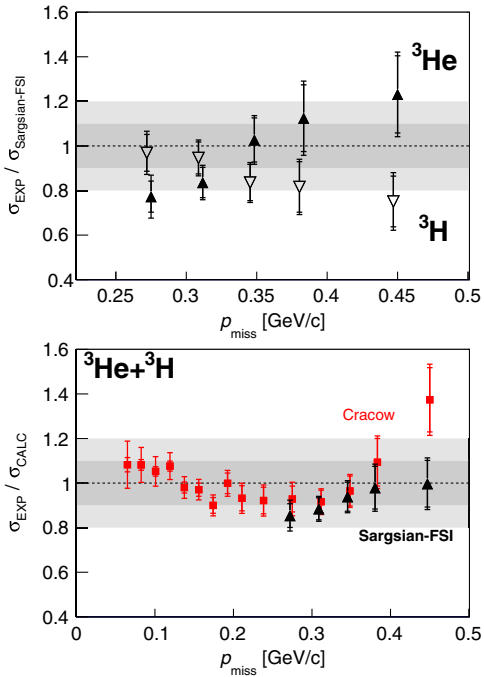 σEXP / σSargsian-FSI
1.6
1.4
1.2
1
0.8
0.6
0.4
³He
³H
0.25 0.3 0.35 0.4 0.45 0.5
pmiss [GeV/c]
σEXP / σCALC
1.6
1.4
1.2
1
0.8
0.6
0.4
³He+³H
Cracow
Sargsian-FSI
0 0.1 0.2 0.3 0.4 0.5
pmiss [GeV/c]